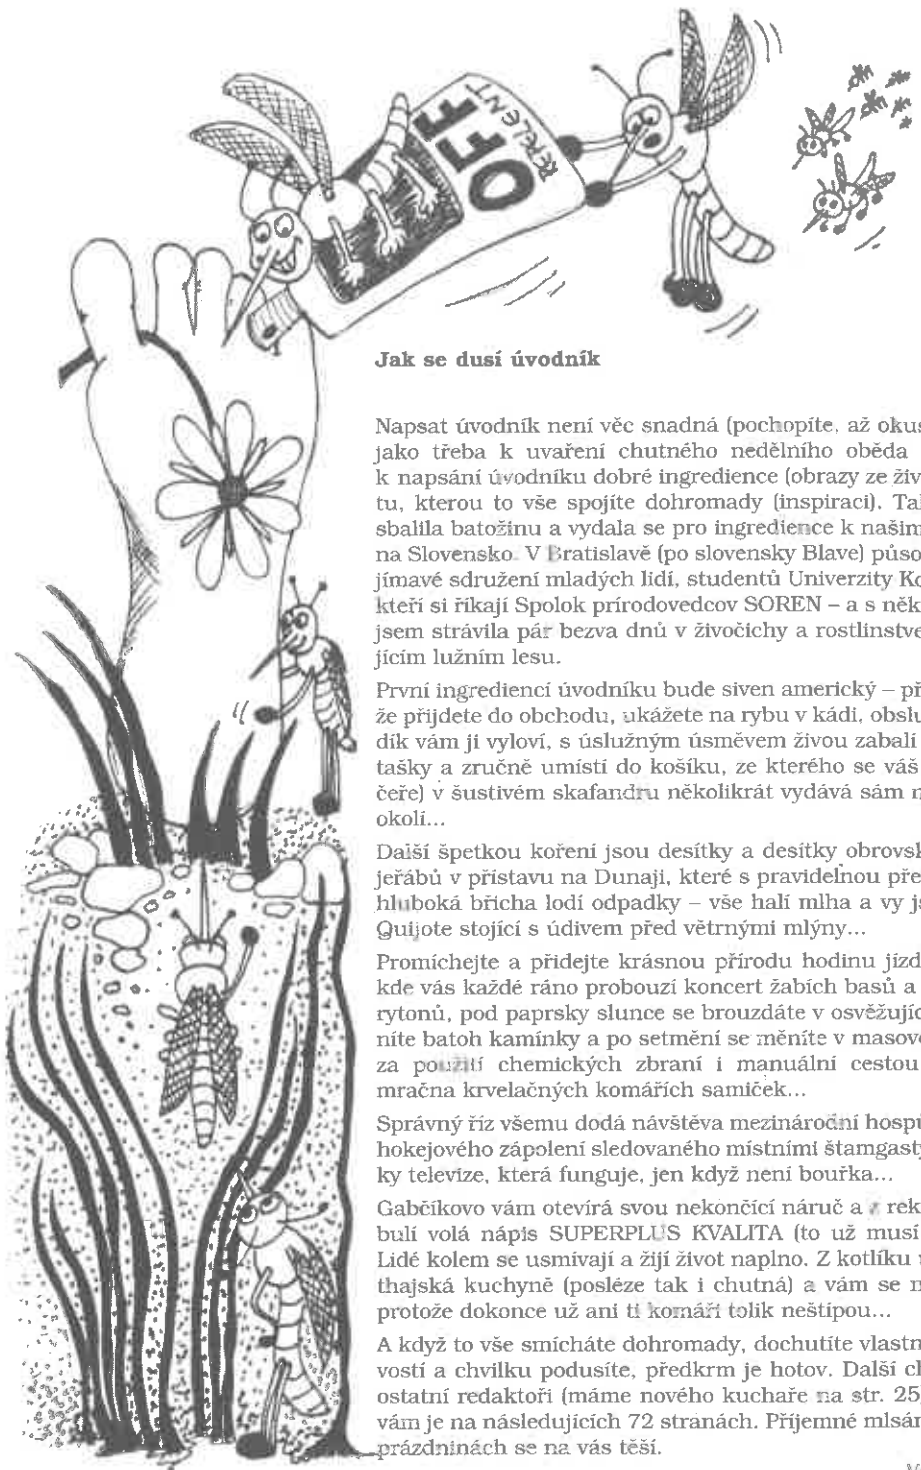 OFF
REPELENT
Jak se dusí úvodník
Napsat úvodník není věc snadná (pochopíte, až okus
jako třeba k uvaření chutného nedělního oběda
k napsání úvodníku dobré ingredience (obrazy ze živ
tu, kterou to vše spojíte dohromady (inspiraci). Ta
sbalila batožinu a vydala se pro ingredience k našim
na Slovensko. V Bratislavě (po slovensky Blave) půso
jímavé sdružení mladých lidí, studentů Univerzity Ko
kteří si říkají Spolok prírodovedcov SOREN – a s něk
jsem strávila pár bezva dnů v živočichy a rostlinstve
jícím lužním lesu.
První ingrediencí úvodníku bude siven americký – př
že přijdete do obchodu, ukážete na rybu v kádi, obslu
dík vám ji vyloví, s úslužným úsměvem živou zabalí
tašky a zručně umístí do košíku, ze kterého se váš
čeře) v šustivém skafandru několikrát vydává sám n
okolí...
Další špetkou koření jsou desítky a desítky obrovsk
jeřábů v přístavu na Dunaji, které s pravidelnou pře
hluboká břicha lodí odpadky – vše halí mlha a vy js
Quijote stojící s údivem před větrnými mlýny...
Promíchejte a přidejte krásnou přírodu hodinu jízd
kde vás každé ráno probouzí koncert žabích basů a
rytonů, pod paprsky slunce se brouzdáte v osvěžujíc
níte batoh kamínky a po setmění se měníte v masov
za použití chemických zbraní i manuální cestou
mračna krvelačných komářích samiček...
Správný říz všemu dodá návštěva mezinárodní hosp
hokejového zápolení sledovaného místními štamgast
ky televize, která funguje, jen když není bouřka...
Gabčíkovo vám otevírá svou nekončící náruč a z rek
bulí volá nápis SUPERPLUS KVALITA (to už musí
Lidé kolem se usmívají a žijí život naplno. Z kotlíku
thajská kuchyně (posléze tak i chutná) a vám se n
protože dokonce už ani ti komáři tolik neštípou...
A když to vše smícháte dohromady, dochutíte vlastn
vostí a chvilku podusíte, předkrm je hotov. Další c
ostatní redaktoři (máme nového kuchaře na str. 25
vám je na následujících 72 stranách. Příjemné mlsán
prázdninách se na vás těší.